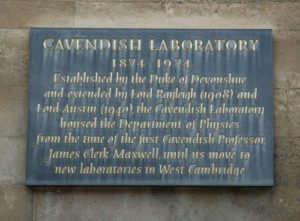 CAVENDISH LABORATORY
1874-1974
Established by the Duke of Devonshire
and extended by Lord Rayleigh (1908) and
Lord Austin (1940), the Cavendish Laboratory
housed the Department of Physics
from the time of the first Cavendish Professor,
James Clerk Maxwell, until its move to
new laboratories in West Cambridge